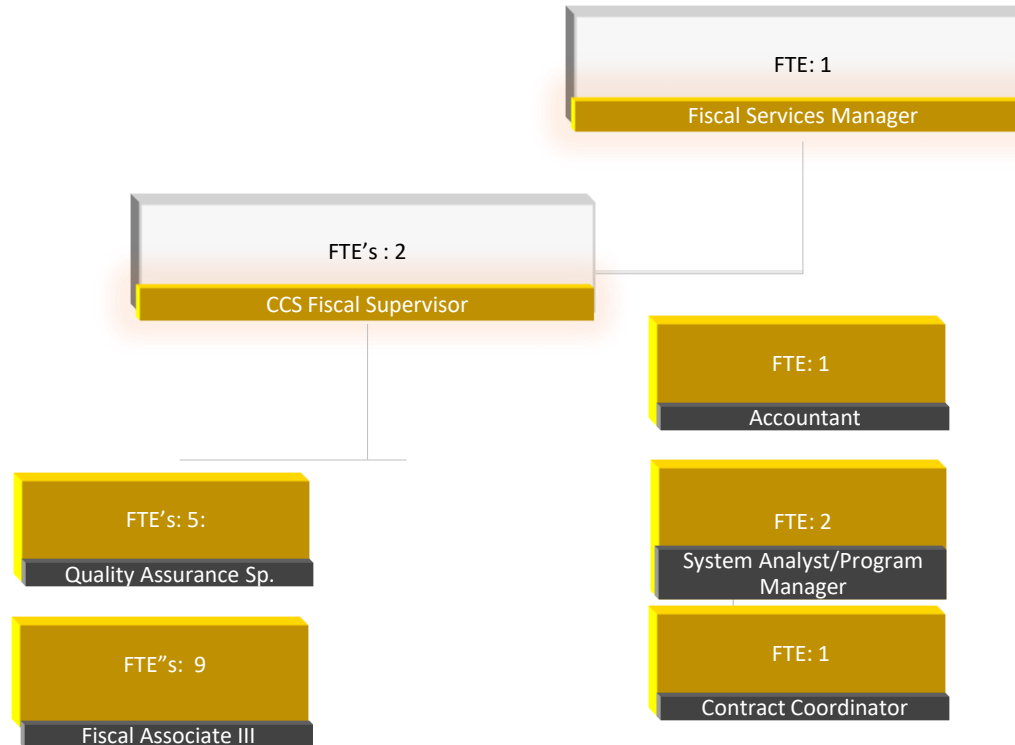 FTE: 1
Fiscal Services Manager
FTE’s : 2
CCS Fiscal Supervisor
FTE: 1
Accountant
FTE’s: 5:
Quality Assurance Sp.
FTE: 2
System Analyst/Program
Manager
FTE”s:  9
Fiscal Associate III
FTE: 1
Contract Coordinator